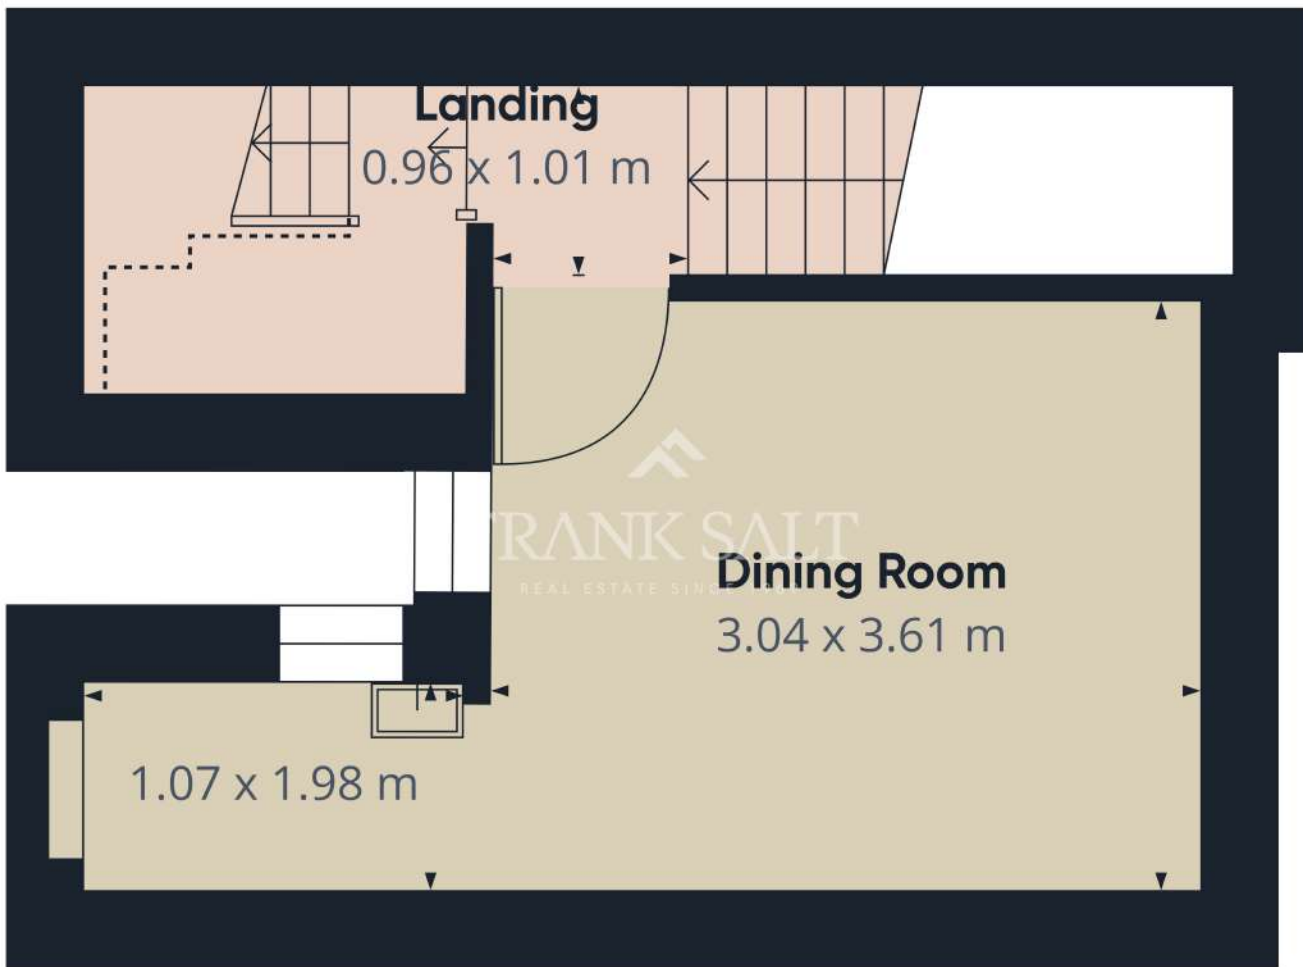 Landing
0.96 x 1.01 m
FRANK SALT
REAL ESTATE SINCE
Dining Room
3.04 x 3.61 m
1.07 x 1.98 m